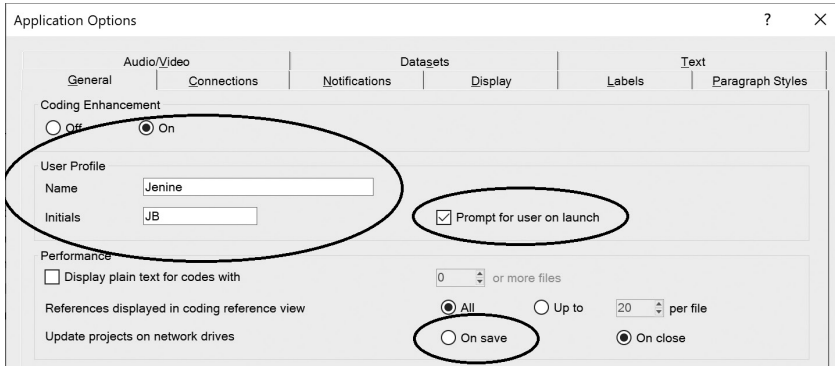 Application Options ? X
Audio/Video Datasets Text
General Connections Notifications Display Labels Paragraph Styles
Coding Enhancement
Off On
User Profile
Name Jenine
Initials JB Prompt for user on launch
Performance
Display plain text for codes with 0 or more files
References displayed in coding reference view All Up to 20 per file
Update projects on network drives On save On close